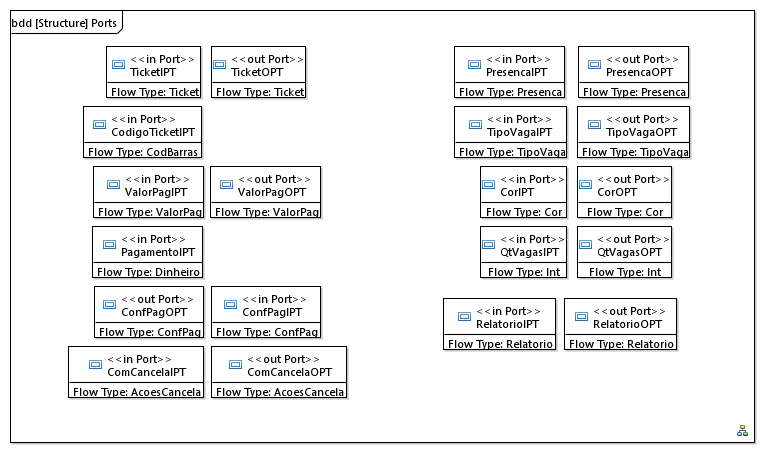 bdd [Structure] Ports
<<in Port>>
TicketIPT
Flow Type: Ticket
<<out Port>>
TicketOPT
Flow Type: Ticket
<<in Port>>
CodigoTicketIPT
Flow Type: CodBarras
<<in Port>>
ValorPagIPT
Flow Type: ValorPag
<<out Port>>
ValorPagOPT
Flow Type: ValorPag
<<in Port>>
PagamentoIPT
Flow Type: Dinheiro
<<out Port>>
ConfPagOPT
Flow Type: ConfPag
<<in Port>>
ConfPagIPT
Flow Type: ConfPag
<<in Port>>
ComCancelaIPT
Flow Type: AcoesCancela
<<out Port>>
ComCancelaOPT
Flow Type: AcoesCancela
<<in Port>>
PresencaIPT
Flow Type: Presenca
<<out Port>>
PresencaOPT
Flow Type: Presenca
<<in Port>>
TipoVagaIPT
Flow Type: TipoVaga
<<out Port>>
TipoVagaOPT
Flow Type: TipoVaga
<<in Port>>
CorIPT
Flow Type: Cor
<<out Port>>
CorOPT
Flow Type: Cor
<<in Port>>
QtVagasIPT
Flow Type: Int
<<out Port>>
QtVagasOPT
Flow Type: Int
<<in Port>>
RelatorioIPT
Flow Type: Relatorio
<<out Port>>
RelatorioOPT
Flow Type: Relatorio